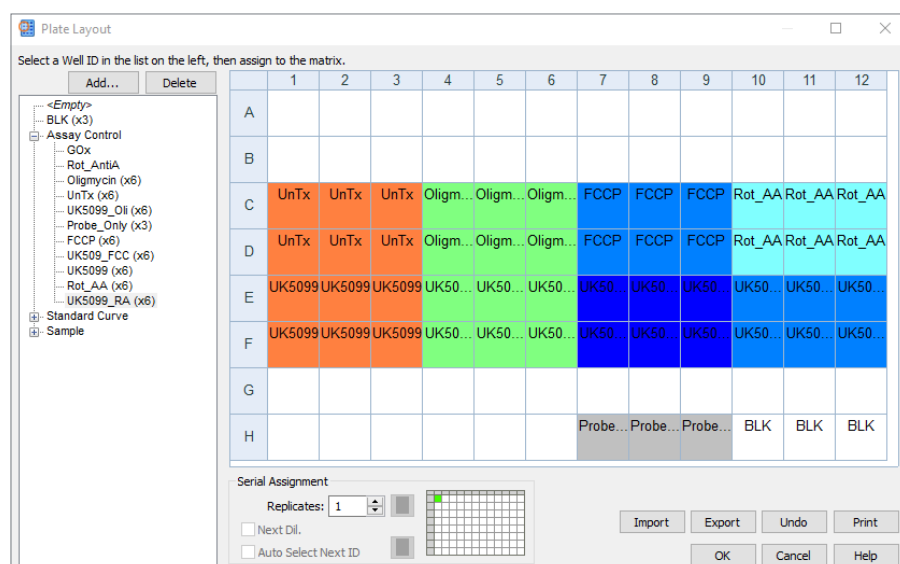 Plate Layout
Select a Well ID in the list on the left, then assign to the matrix.
Add... Delete
<Empty>
BLK (x3)
Assay Control
GOx
Rot_AntiA
Oligmycin (x6)
UnTx (x6)
UK5099_Oli (x6)
Probe_Only (x3)
FCCP (x6)
UK509_FCC (x6)
UK5099 (x6)
Rot_AA (x6)
UK5099_RA (x6)
Standard Curve
Sample
1 2 3 4 5 6 7 8 9 10 11 12
A
B
C UnTx UnTx UnTx Oligm... Oligm... Oligm... FCCP FCCP FCCP Rot_AA Rot_AA Rot_AA
D UnTx UnTx UnTx Oligm... Oligm... Oligm... FCCP FCCP FCCP Rot_AA Rot_AA Rot_AA
E UK5099 UK5099 UK5099 UK50... UK50... UK50... UK50... UK50... UK50... UK50... UK50... UK50...
F UK5099 UK5099 UK5099 UK50... UK50... UK50... UK50... UK50... UK50... UK50... UK50... UK50...
G
H Probe... Probe... Probe... BLK BLK BLK
Serial Assignment
Replicates: 1
Next Dil.
Auto Select Next ID
Import Export Undo Print
OK Cancel Help